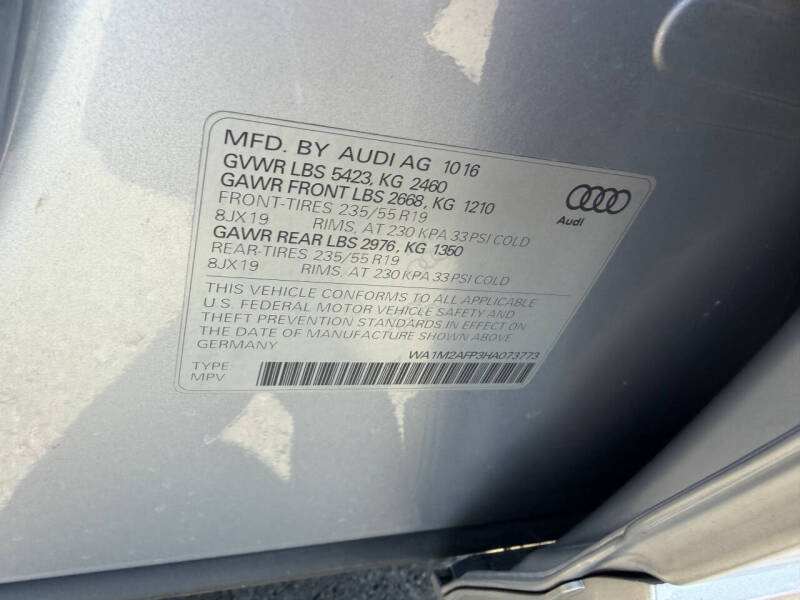 MFD. BY AUDI AG 1016
GVWR LBS 5423, KG 2460
GAWR FRONT LBS 2668, KG 1210
FRONT-TIRES 235/55 R19
8JX19 RIMS, AT 230 KPA 33 PSI COLD
GAWR REAR LBS 2976, KG 1350
REAR-TIRES 235/55 R19
8JX19 RIMS, AT 230 KPA 33 PSI COLD
Audi
THIS VEHICLE CONFORMS TO ALL APPLICABLE
U.S. FEDERAL MOTOR VEHICLE SAFETY AND
THEFT PREVENTION STANDARDS IN EFFECT ON
THE DATE OF MANUFACTURE SHOWN ABOVE.
GERMANY WA1M2AFP3HA073773
TYPE
MPV